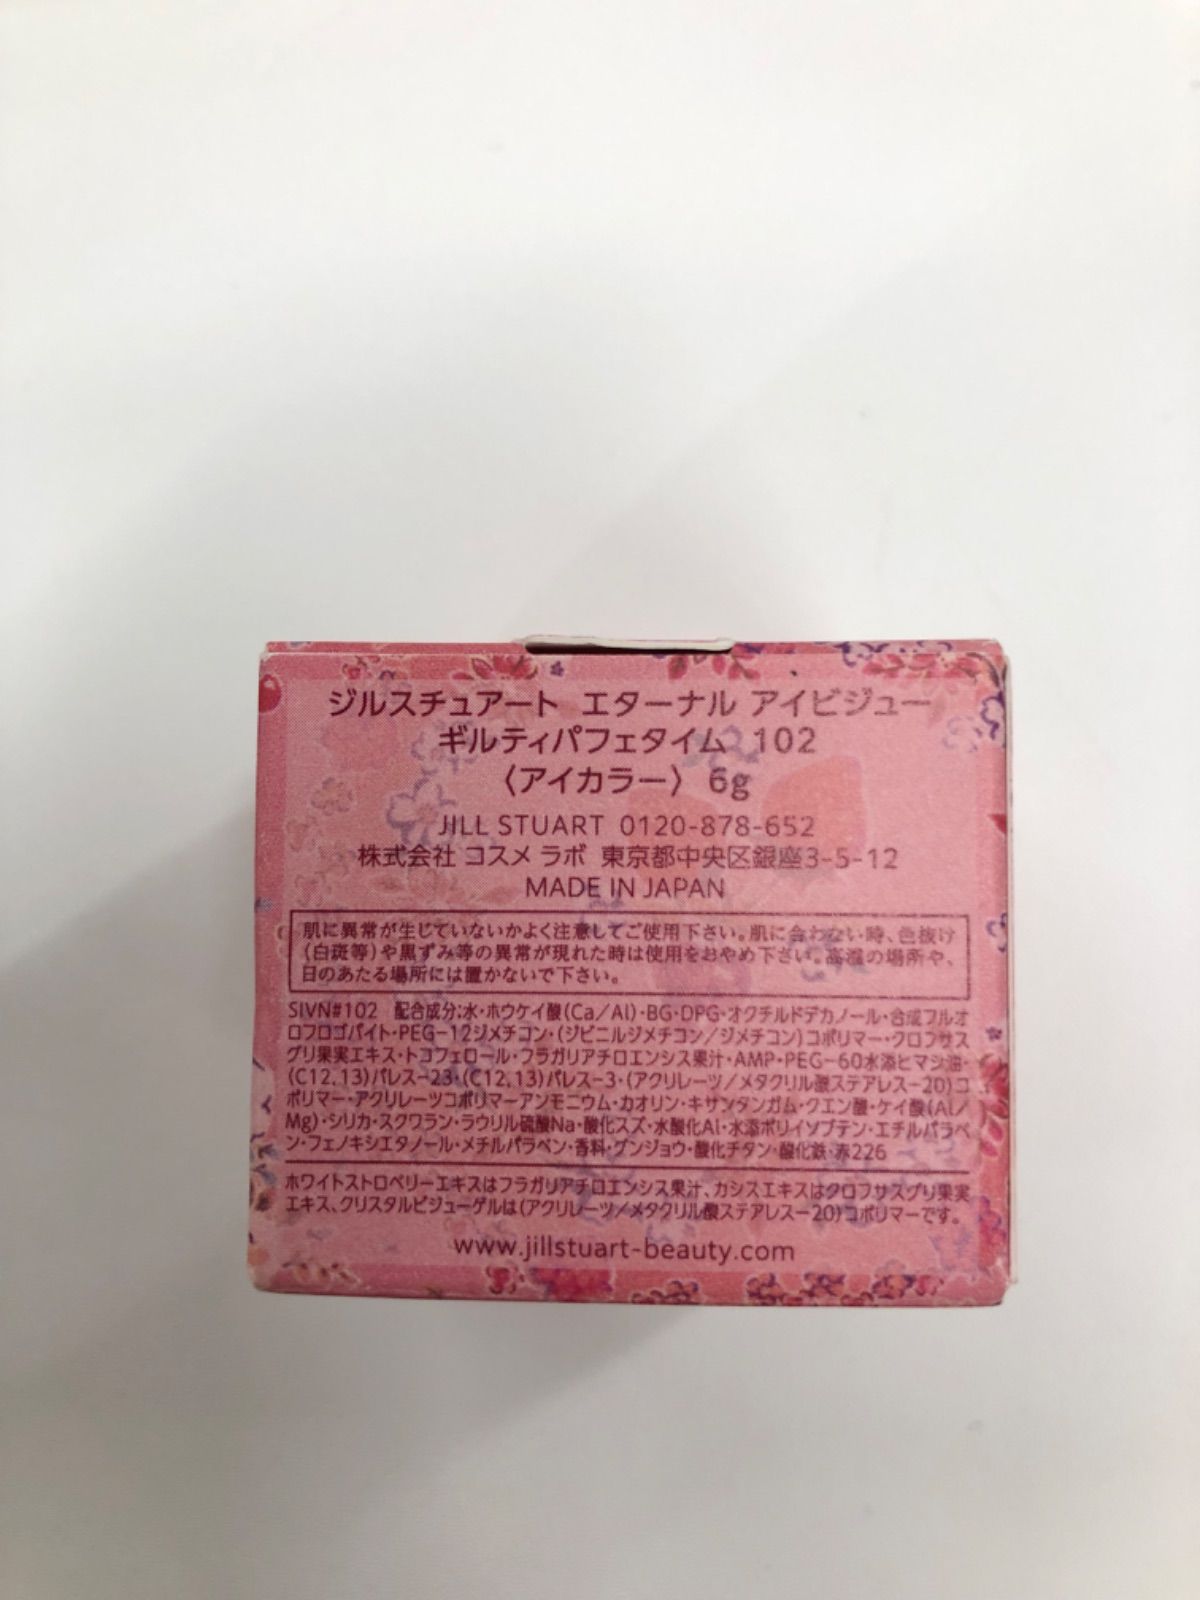 ジルスチュアート エターナル アイビジュー
ギルティパフェタイム 102
〈アイカラー〉 6g
JILL STUART 0120-878-652
株式会社 コスメ ラボ 東京都中央区銀座3-5-12
MADE IN JAPAN
肌に異常が生じていないかよく注意してご使用下さい。肌に合わない時、色抜け
(白斑等)や黒ずみ等の異常が現れた時は使用をおやめ下さい。高温の場所や、
日のあたる場所には置かないで下さい。
SIVN#102 配合成分:水・ホウケイ酸(Ca/Al)・BG・DPG・オクチルドデカノール・合成フルオ
ロフロゴパイト・PEG-12ジメチコン・(ジビニルジメチコン/ジメチコン)コポリマー・クロフサス
グリ果実エキス・トコフェロール・フラガリアチロエンシス果汁・AMP・PEG-60水添ヒマシ油・
(C12,13)パレス-23・(C12,13)パレス-3・(アクリレーツ/メタクリル酸ステアレス-20)コ
ポリマー・アクリレーツコポリマーアンモニウム・カオリン・キサンタンガム・クエン酸・ケイ酸(Al/
Mg)・シリカ・スクワラン・ラウリル硫酸Na・酸化スズ・水酸化Al・水添ポリイソブテン・エチルパラベ
ン・フェノキシエタノール・メチルパラベン・香料・グンジョウ・酸化チタン・酸化鉄・赤226
ホワイトストロベリーエキスはフラガリアチロエンシス果汁、カシスエキスはクロフサスグリ果実
エキス、クリスタルビジューゲルは(アクリレーツ/メタクリル酸ステアレス-20)コポリマーです。
www.jillstuart-beauty.com